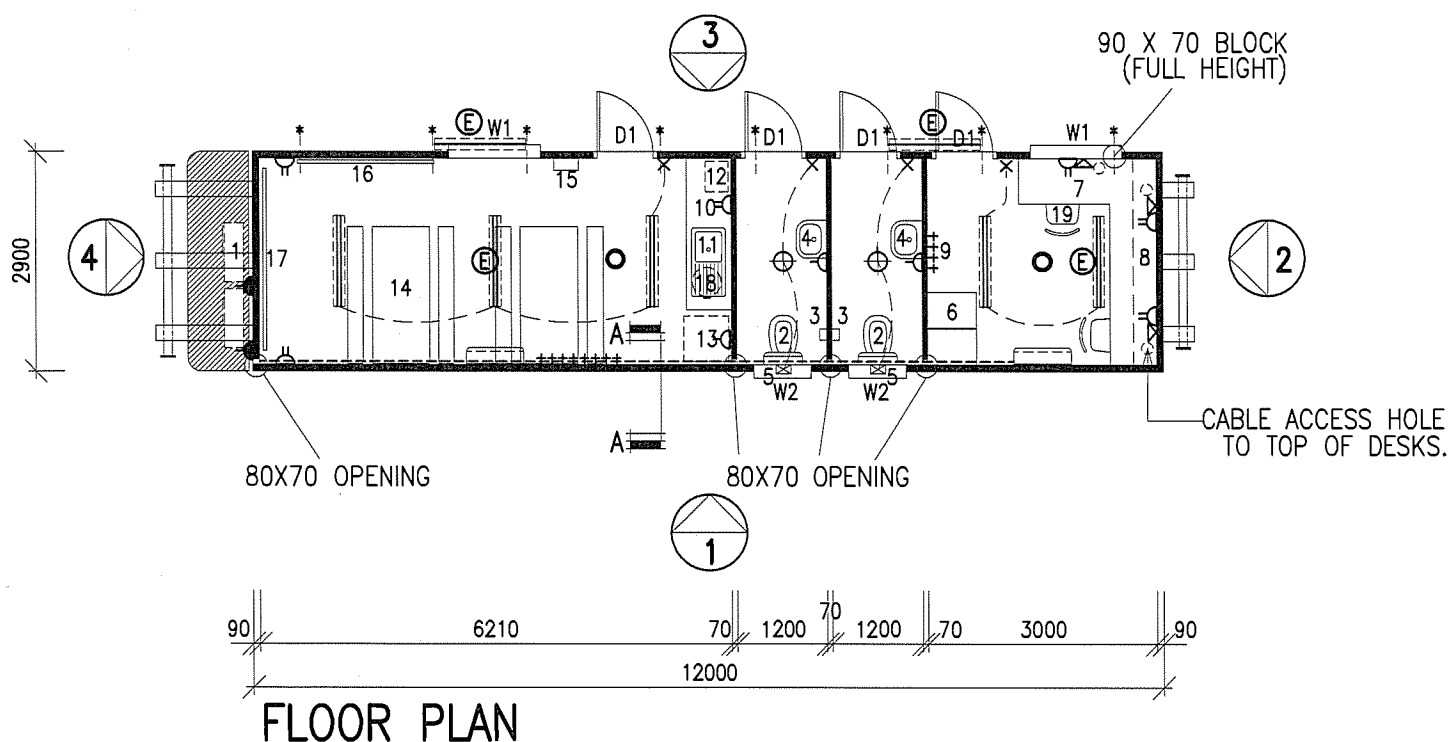 3
90 X 70 BLOCK
(FULL HEIGHT)
* * E W1 * D1 * * D1 D1 * E D1 * W1 *
16 15 12 7
10 19
4 1 17 11 4 4 9 E 8 2
E
14 18 6
A 13 2 3 3 2
5 W2 W2 5
A
2900
CABLE ACCESS HOLE
TO TOP OF DESKS.
80X70 OPENING 80X70 OPENING
1
90 6210 70 1200 70 1200 70 3000 90
12000
FLOOR PLAN